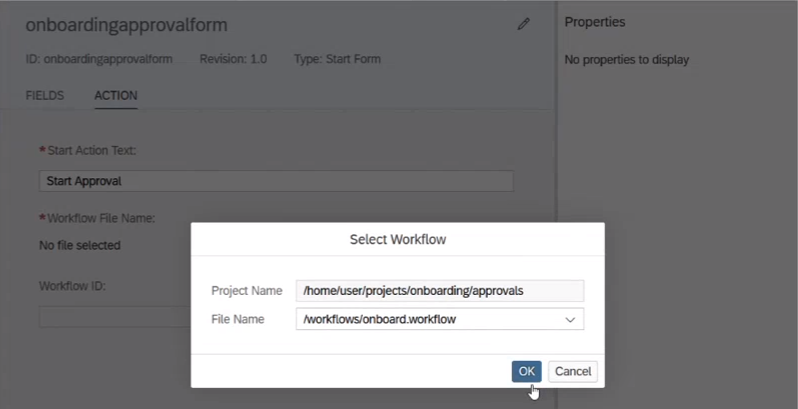 onboardingapprovalform
Properties
ID: onboardingapprovalform Revision: 1.0 Type: Start Form
No properties to display
FIELDS ACTION
*Start Action Text:
Start Approval
*Workflow File Name:
No file selected
Workflow ID:
Select Workflow
Project Name /home/user/projects/onboarding/approvals
File Name /workflows/onboard.workflow
OK Cancel